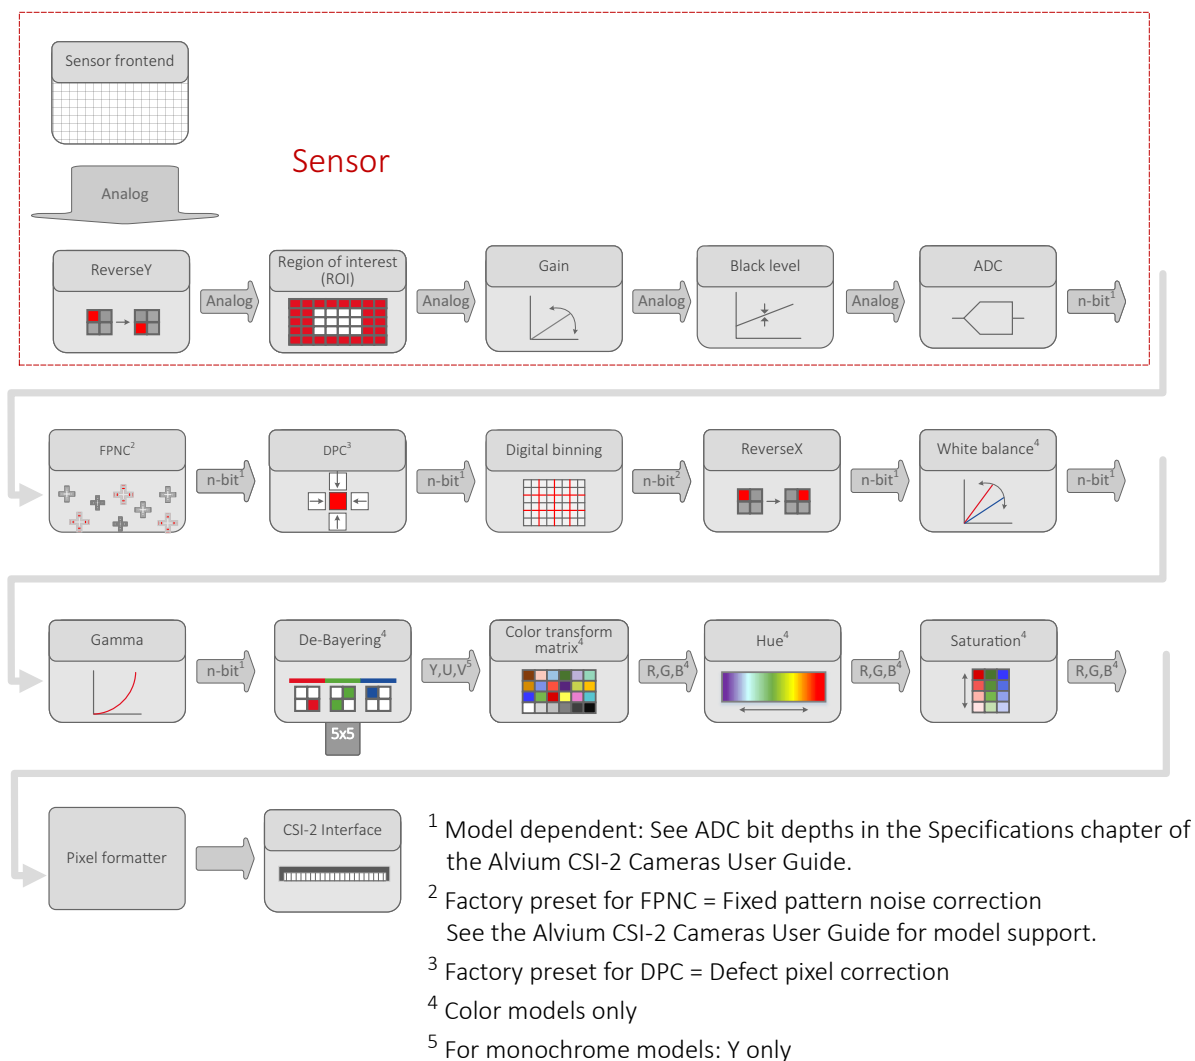 Sensor frontend
Sensor
Analog
ReverseY
Analog
Region of interest
(ROI)
Analog
Gain
Analog
Black level
Analog
ADC
n-bit¹
FPNC²
n-bit¹
DPC³
n-bit¹
Digital binning
n-bit²
ReverseX
n-bit¹
White balance⁴
n-bit¹
Gamma
n-bit¹
De-Bayering⁴
5x5
Y,U,V⁵
Color transform
matrix⁴
R,G,B⁴
Hue⁴
R,G,B⁴
Saturation⁴
R,G,B⁴
Pixel formatter
CSI-2 Interface
¹ Model dependent: See ADC bit depths in the Specifications chapter of
the Alvium CSI-2 Cameras User Guide.
² Factory preset for FPNC = Fixed pattern noise correction
See the Alvium CSI-2 Cameras User Guide for model support.
³ Factory preset for DPC = Defect pixel correction
⁴ Color models only
⁵ For monochrome models: Y only